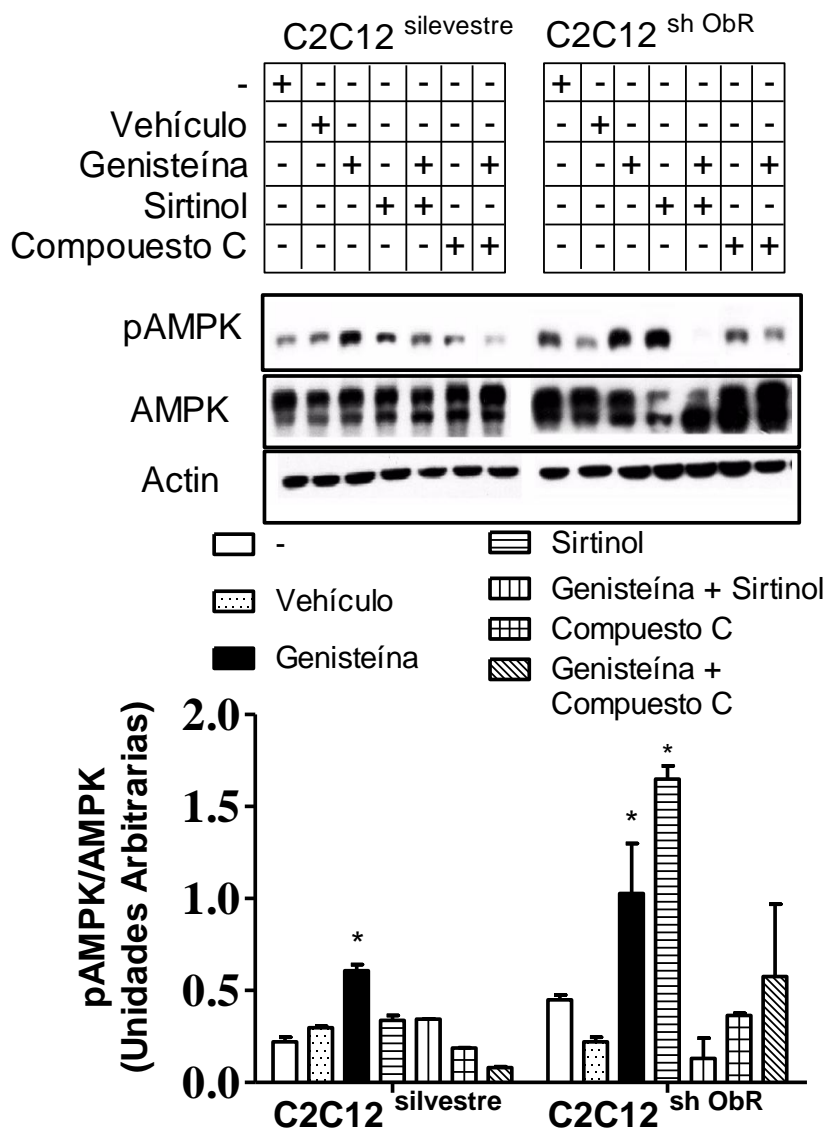 C2C12 silevestre C2C12 sh ObR
- + - - - - - - + - - - - - -
Vehículo - + - - - - - - + - - - - -
Genisteína - - + - + - + - - + - + - +
Sirtinol - - - + + - - - - - + + - -
Compouesto C - - - - - + + - - - - - + +
pAMPK
AMPK
Actin
- Sirtinol
Vehículo Genisteína + Sirtinol
Compuesto C
Genisteína Genisteína +
Compuesto C
pAMPK/AMPK
(Unidades Arbitrarias)
2.0
1.5
1.0
0.5
0.0
* * *
C2C12 silvestre C2C12 sh ObR